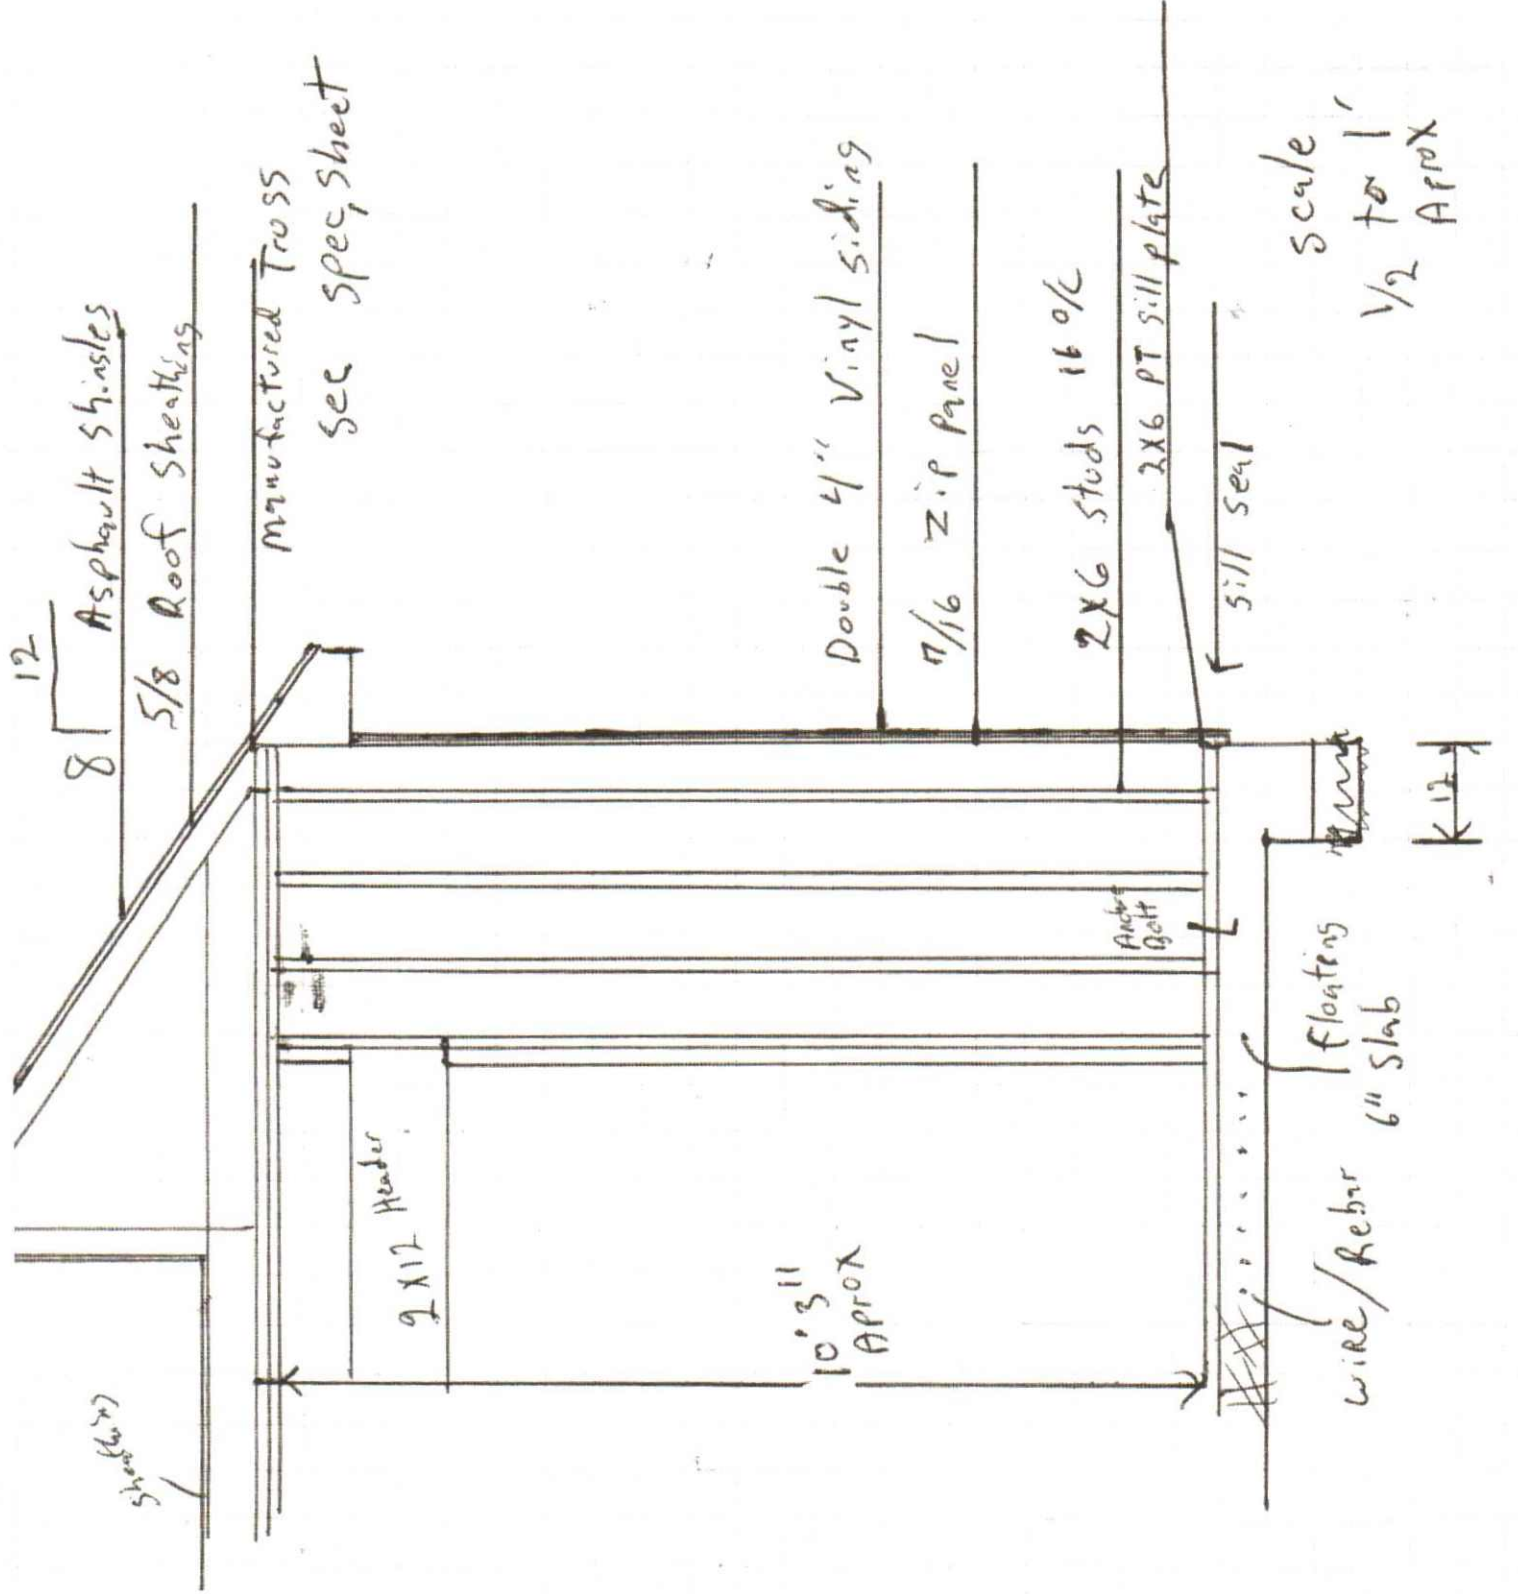 12
8
Asphault shinsles
5/8 Roof sheathing
manufactured Truss
see spec, sheet
Double 4" Vinyl siding
7/16 Zip panel
2x6 studs 16 o/c
2x6 PT sill plate
sill seal
scale
1/2 to 1'
Aprox
sheathing
2x12 Header
10' 3"
Aprox
Bolt
12
floating
6" slab
wire/Rebar